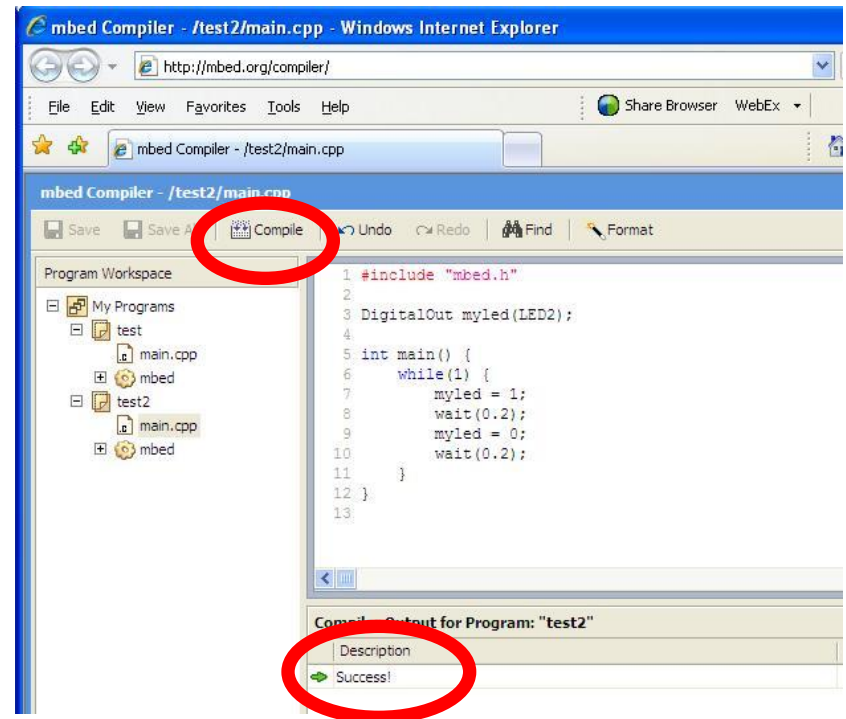 mbed Compiler - /test2/main.cpp - Windows Internet Explorer
http://mbed.org/compiler/
File Edit View Favorites Tools Help Share Browser WebEx
mbed Compiler - /test2/main.cpp
mbed Compiler - /test2/main.cpp
Save Save A Compile Undo Redo Find Format
Program Workspace
My Programs
test
main.cpp
mbed
test2
main.cpp
mbed
1 #include "mbed.h"
2
3 DigitalOut myled(LED2);
4
5 int main() {
6 while(1) {
7 myled = 1;
8 wait(0.2);
9 myled = 0;
10 wait(0.2);
11 }
12 }
13
Compiler Output for Program: "test2"
Description
Success!